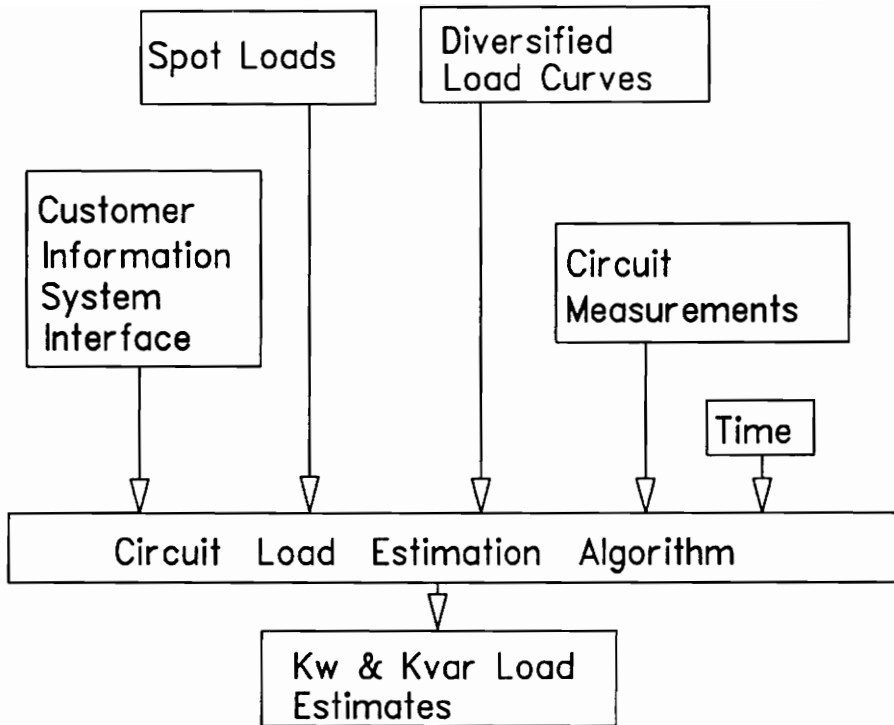 Spot Loads
Diversified
Load Curves
Customer
Information
System
Interface
Circuit
Measurements
Time
Circuit Load Estimation Algorithm
Kw & Kvar Load
Estimates